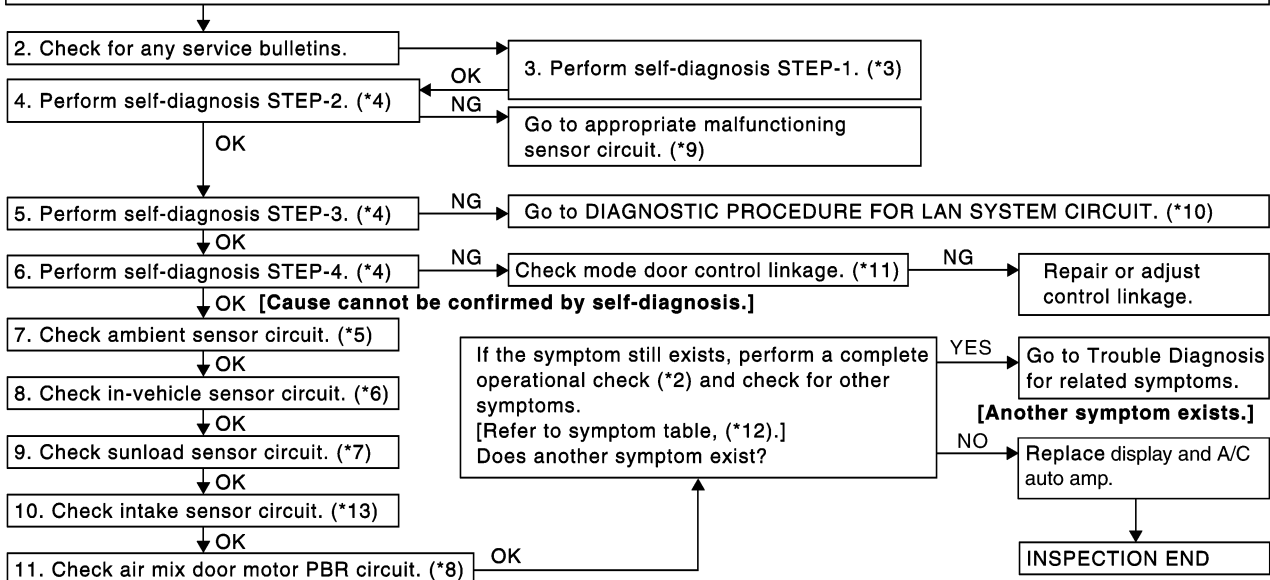 2. Check for any service bulletins.
3. Perform self-diagnosis STEP-1. (*3)
OK
4. Perform self-diagnosis STEP-2. (*4)
NG
Go to appropriate malfunctioning
sensor circuit. (*9)
OK
5. Perform self-diagnosis STEP-3. (*4)
NG
Go to DIAGNOSTIC PROCEDURE FOR LAN SYSTEM CIRCUIT. (*10)
OK
6. Perform self-diagnosis STEP-4. (*4)
NG
Check mode door control linkage. (*11)
NG
Repair or adjust
control linkage.
OK
[Cause cannot be confirmed by self-diagnosis.]
7. Check ambient sensor circuit. (*5)
OK
8. Check in-vehicle sensor circuit. (*6)
OK
9. Check sunload sensor circuit. (*7)
OK
10. Check intake sensor circuit. (*13)
OK
11. Check air mix door motor PBR circuit. (*8)
OK
If the symptom still exists, perform a complete
operational check (*2) and check for other
symptoms.
[Refer to symptom table, (*12).]
Does another symptom exist?
YES
Go to Trouble Diagnosis
for related symptoms.
[Another symptom exists.]
NO
Replace display and A/C
auto amp.
INSPECTION END